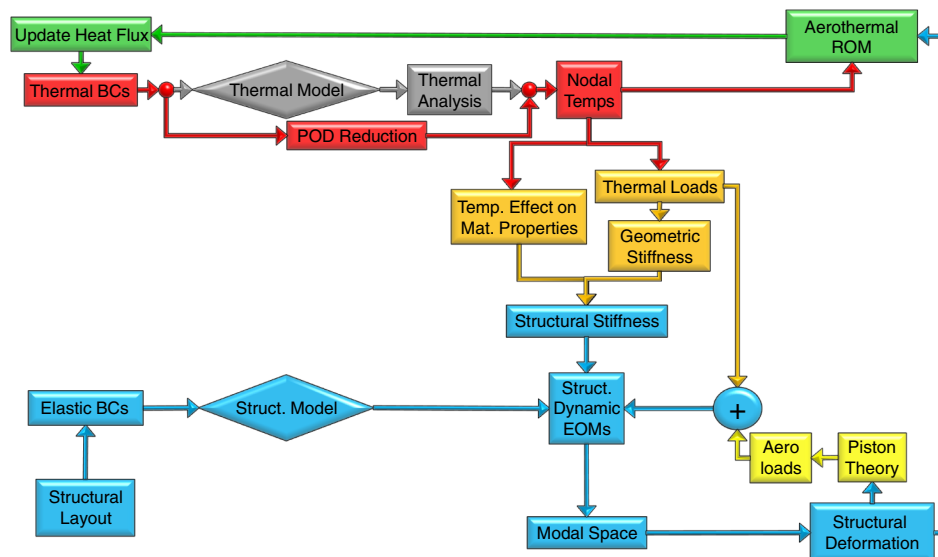 Update Heat Flux
Aerothermal
ROM
Thermal BCs
Thermal Model
Thermal
Analysis
Nodal
Temps
POD Reduction
Thermal Loads
Temp. Effect on
Mat. Properties
Geometric
Stiffness
Structural Stiffness
Elastic BCs
Struct. Model
Struct.
Dynamic
EOMs
+
Aero
loads
Piston
Theory
Structural
Layout
Modal Space
Structural
Deformation